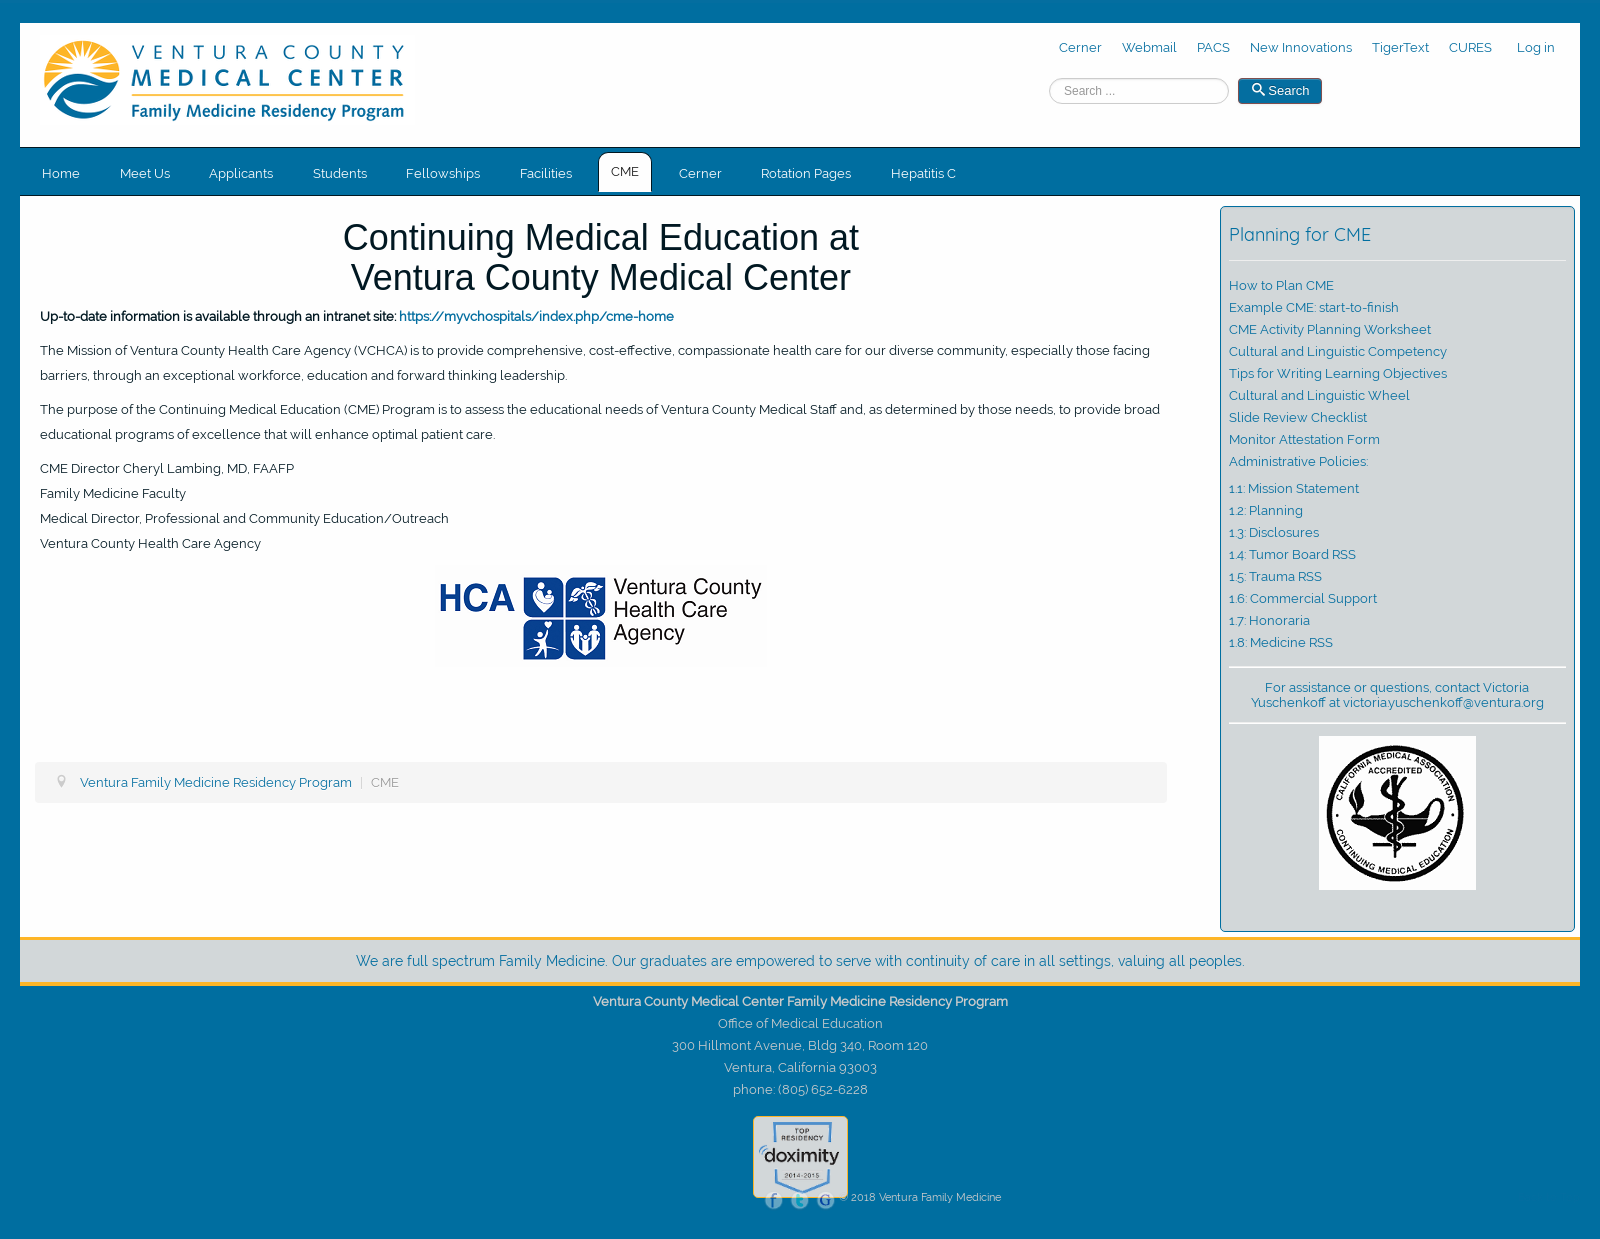 VENTURA COUNTY
MEDICAL CENTER
Family Medicine Residency Program
Cerner Webmail PACS New Innovations TigerText CURES Log in
Search ... Search
Home Meet Us Applicants Students Fellowships Facilities CME Cerner Rotation Pages Hepatitis C
Continuing Medical Education at
Ventura County Medical Center
Up-to-date information is available through an intranet site: https://myvchospitals/index.php/cme-home
The Mission of Ventura County Health Care Agency (VCHCA) is to provide comprehensive, cost-effective, compassionate health care for our diverse community, especially those facing
barriers, through an exceptional workforce, education and forward thinking leadership.
The purpose of the Continuing Medical Education (CME) Program is to assess the educational needs of Ventura County Medical Staff and, as determined by those needs, to provide broad
educational programs of excellence that will enhance optimal patient care.
CME Director Cheryl Lambing, MD, FAAFP
Family Medicine Faculty
Medical Director, Professional and Community Education/Outreach
Ventura County Health Care Agency
HCA
Ventura County
Health Care
Agency
Ventura Family Medicine Residency Program | CME
Planning for CME
How to Plan CME
Example CME: start-to-finish
CME Activity Planning Worksheet
Cultural and Linguistic Competency
Tips for Writing Learning Objectives
Cultural and Linguistic Wheel
Slide Review Checklist
Monitor Attestation Form
Administrative Policies:
1.1: Mission Statement
1.2: Planning
1.3: Disclosures
1.4: Tumor Board RSS
1.5: Trauma RSS
1.6: Commercial Support
1.7: Honoraria
1.8: Medicine RSS
For assistance or questions, contact Victoria
Yuschenkoff at victoria.yuschenkoff@ventura.org
CALIFORNIA MEDICAL ASSOCIATION
ACCREDITED
CONTINUING MEDICAL EDUCATION
We are full spectrum Family Medicine. Our graduates are empowered to serve with continuity of care in all settings, valuing all peoples.
Ventura County Medical Center Family Medicine Residency Program
Office of Medical Education
300 Hillmont Avenue, Bldg 340, Room 120
Ventura, California 93003
phone: (805) 652-6228
TOP
RESIDENCY
doximity
2014-2015
f t G © 2018 Ventura Family Medicine